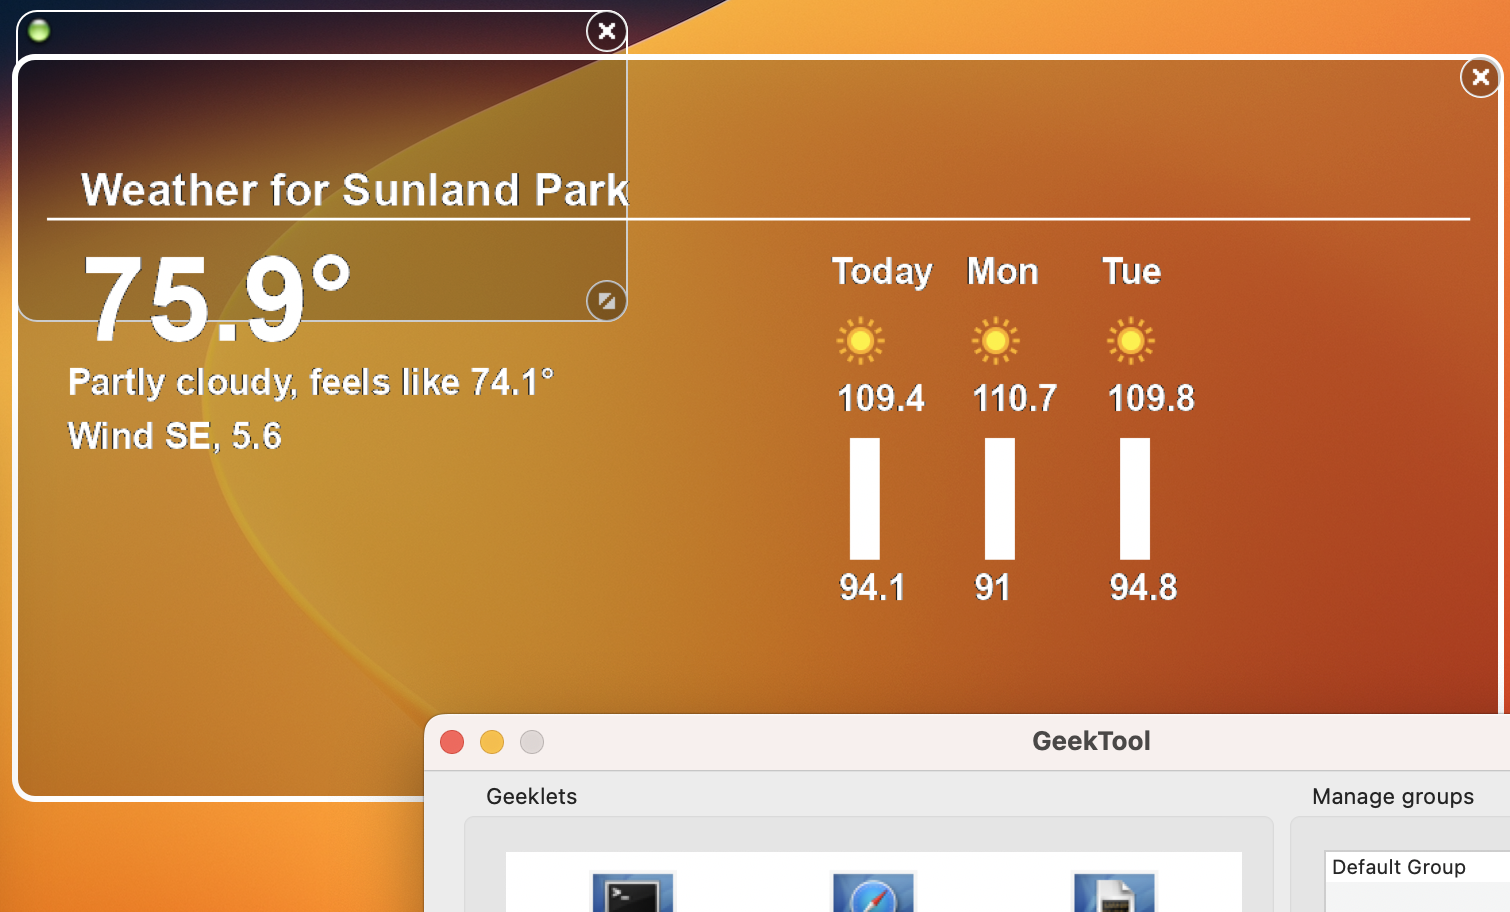 Weather for Sunland Park
75.9°
Partly cloudy, feels like 74.1°
Wind SE, 5.6
Today Mon Tue
109.4 110.7 109.8
94.1 91 94.8
GeekTool
Geeklets
Manage groups
Default Group
>_